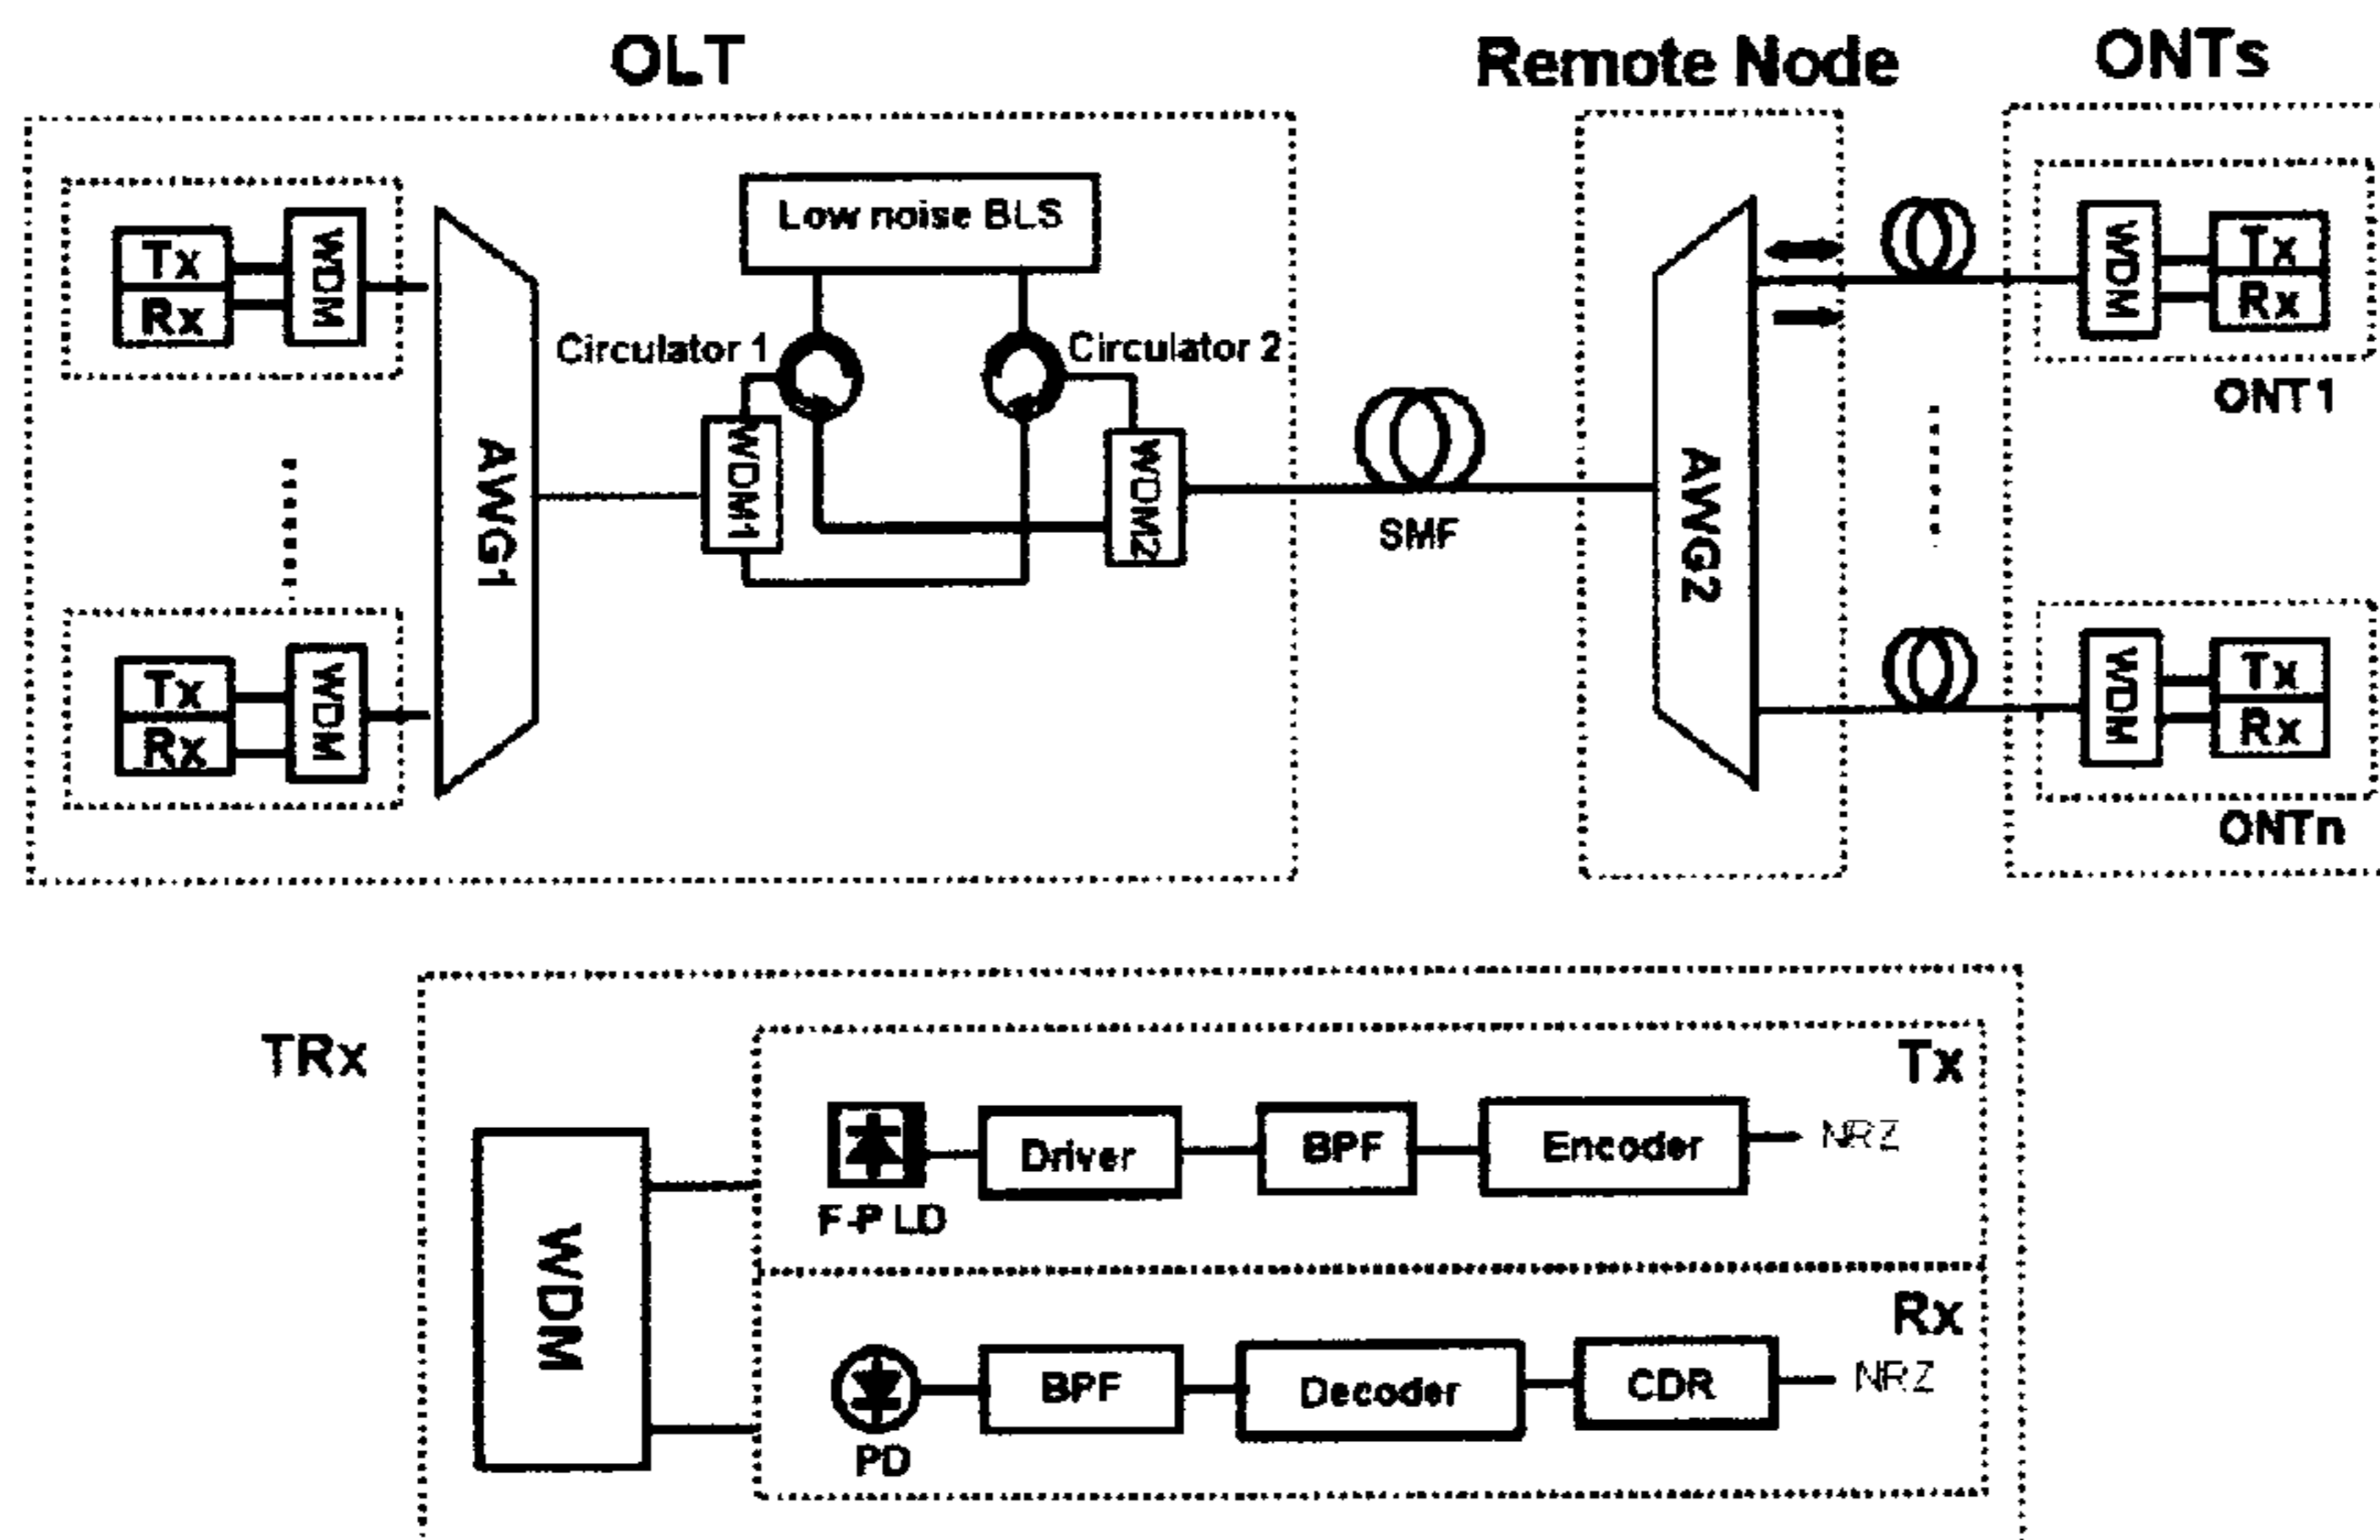 OLT
Remote Node
ONTs
Low noise BLS
Tx
Rx
WDM
Circulator 1
Circulator 2
AWG1
WDM1
WDM2
SMF
AWG2
WDM
Tx
Rx
ONT1
Tx
Rx
WDM
WDM
Tx
Rx
ONTn
TRx
Tx
WDM
F-P LD
Driver
BPF
Encoder
NRZ
Rx
PD
BPF
Decoder
CDR
NRZ